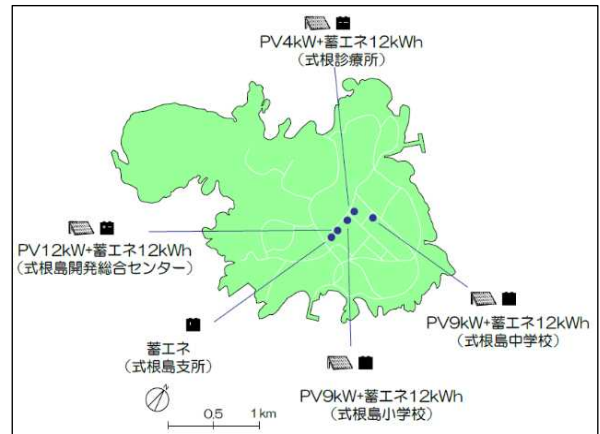 PV4kW+蓄エネ12kWh
(式根診療所)
PV12kW+蓄エネ12kWh
(式根島開発総合センター)
PV9kW+蓄エネ12kWh
(式根島中学校)
蓄エネ
(式根島支所)
PV9kW+蓄エネ12kWh
(式根島小学校)
N
0.5 1km